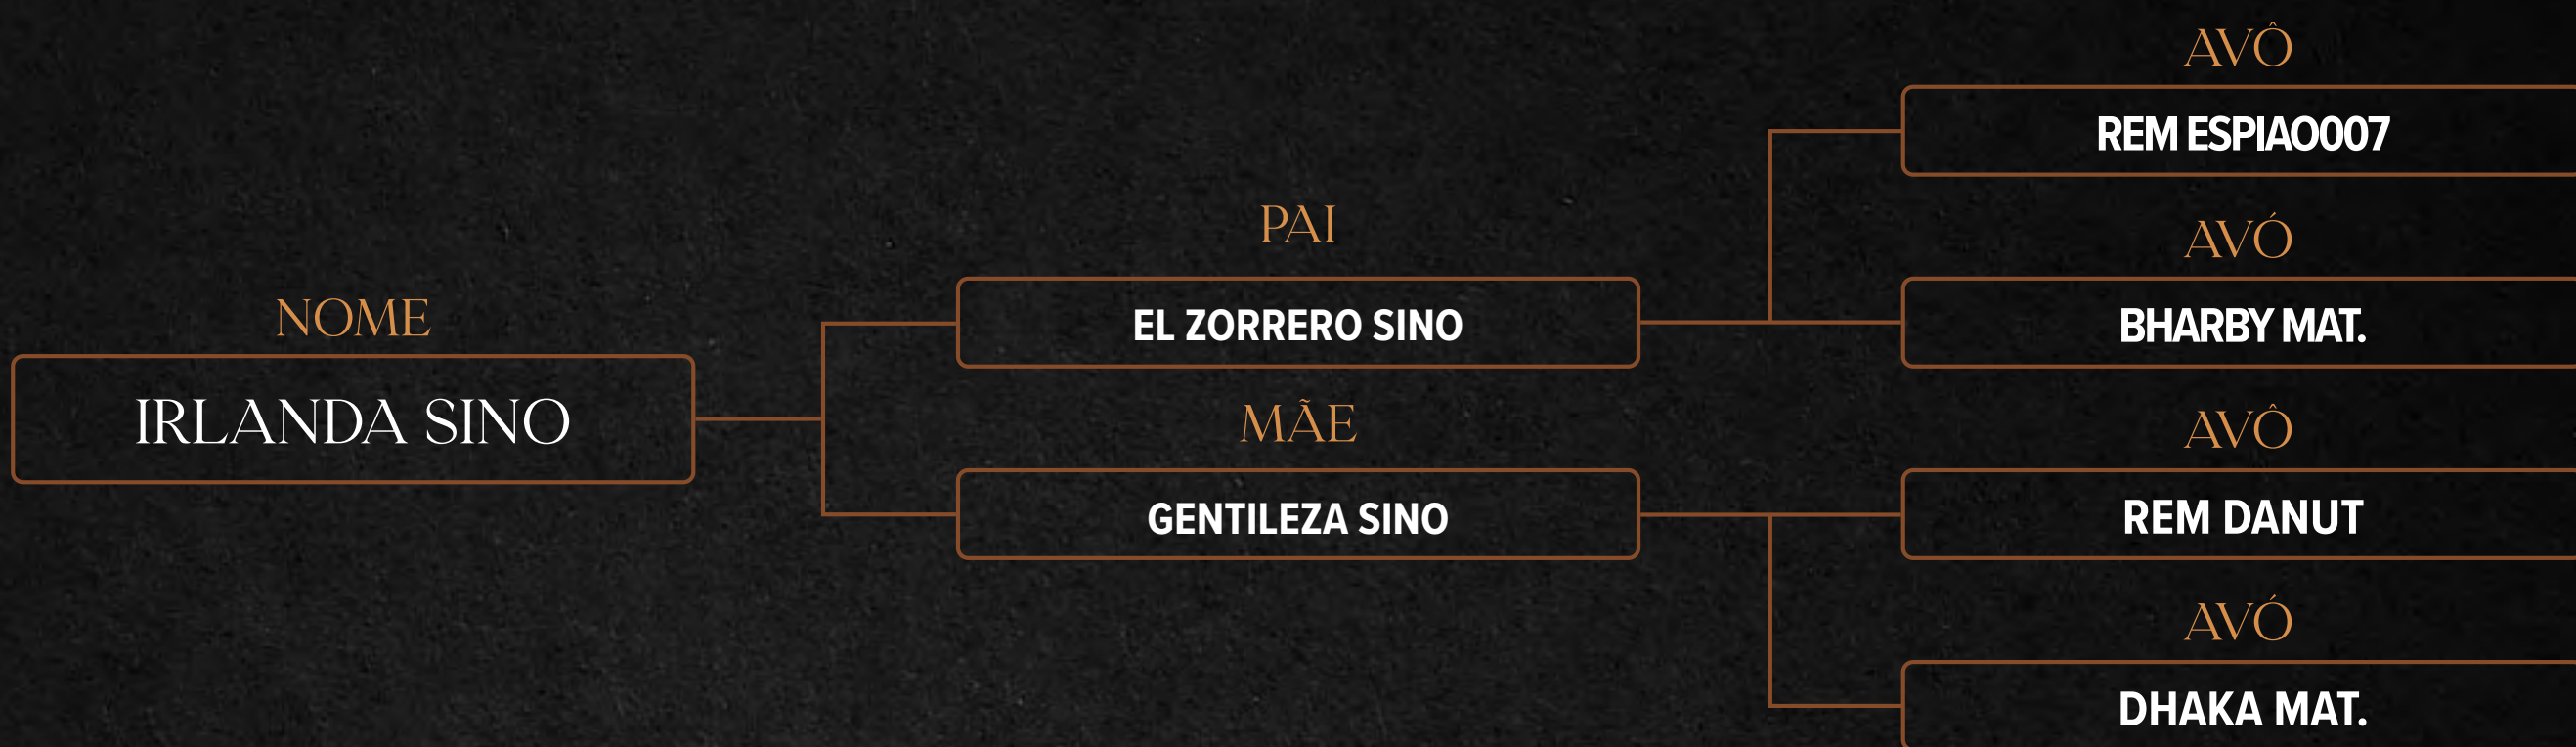 NOME
IRLANDA SINO
PAI
EL ZORRERO SINO
MÃE
GENTILEZA SINO
AVÔ
REM ESPIAO007
AVÓ
BHARBY MAT.
AVÔ
REM DANUT
AVÓ
DHAKA MAT.